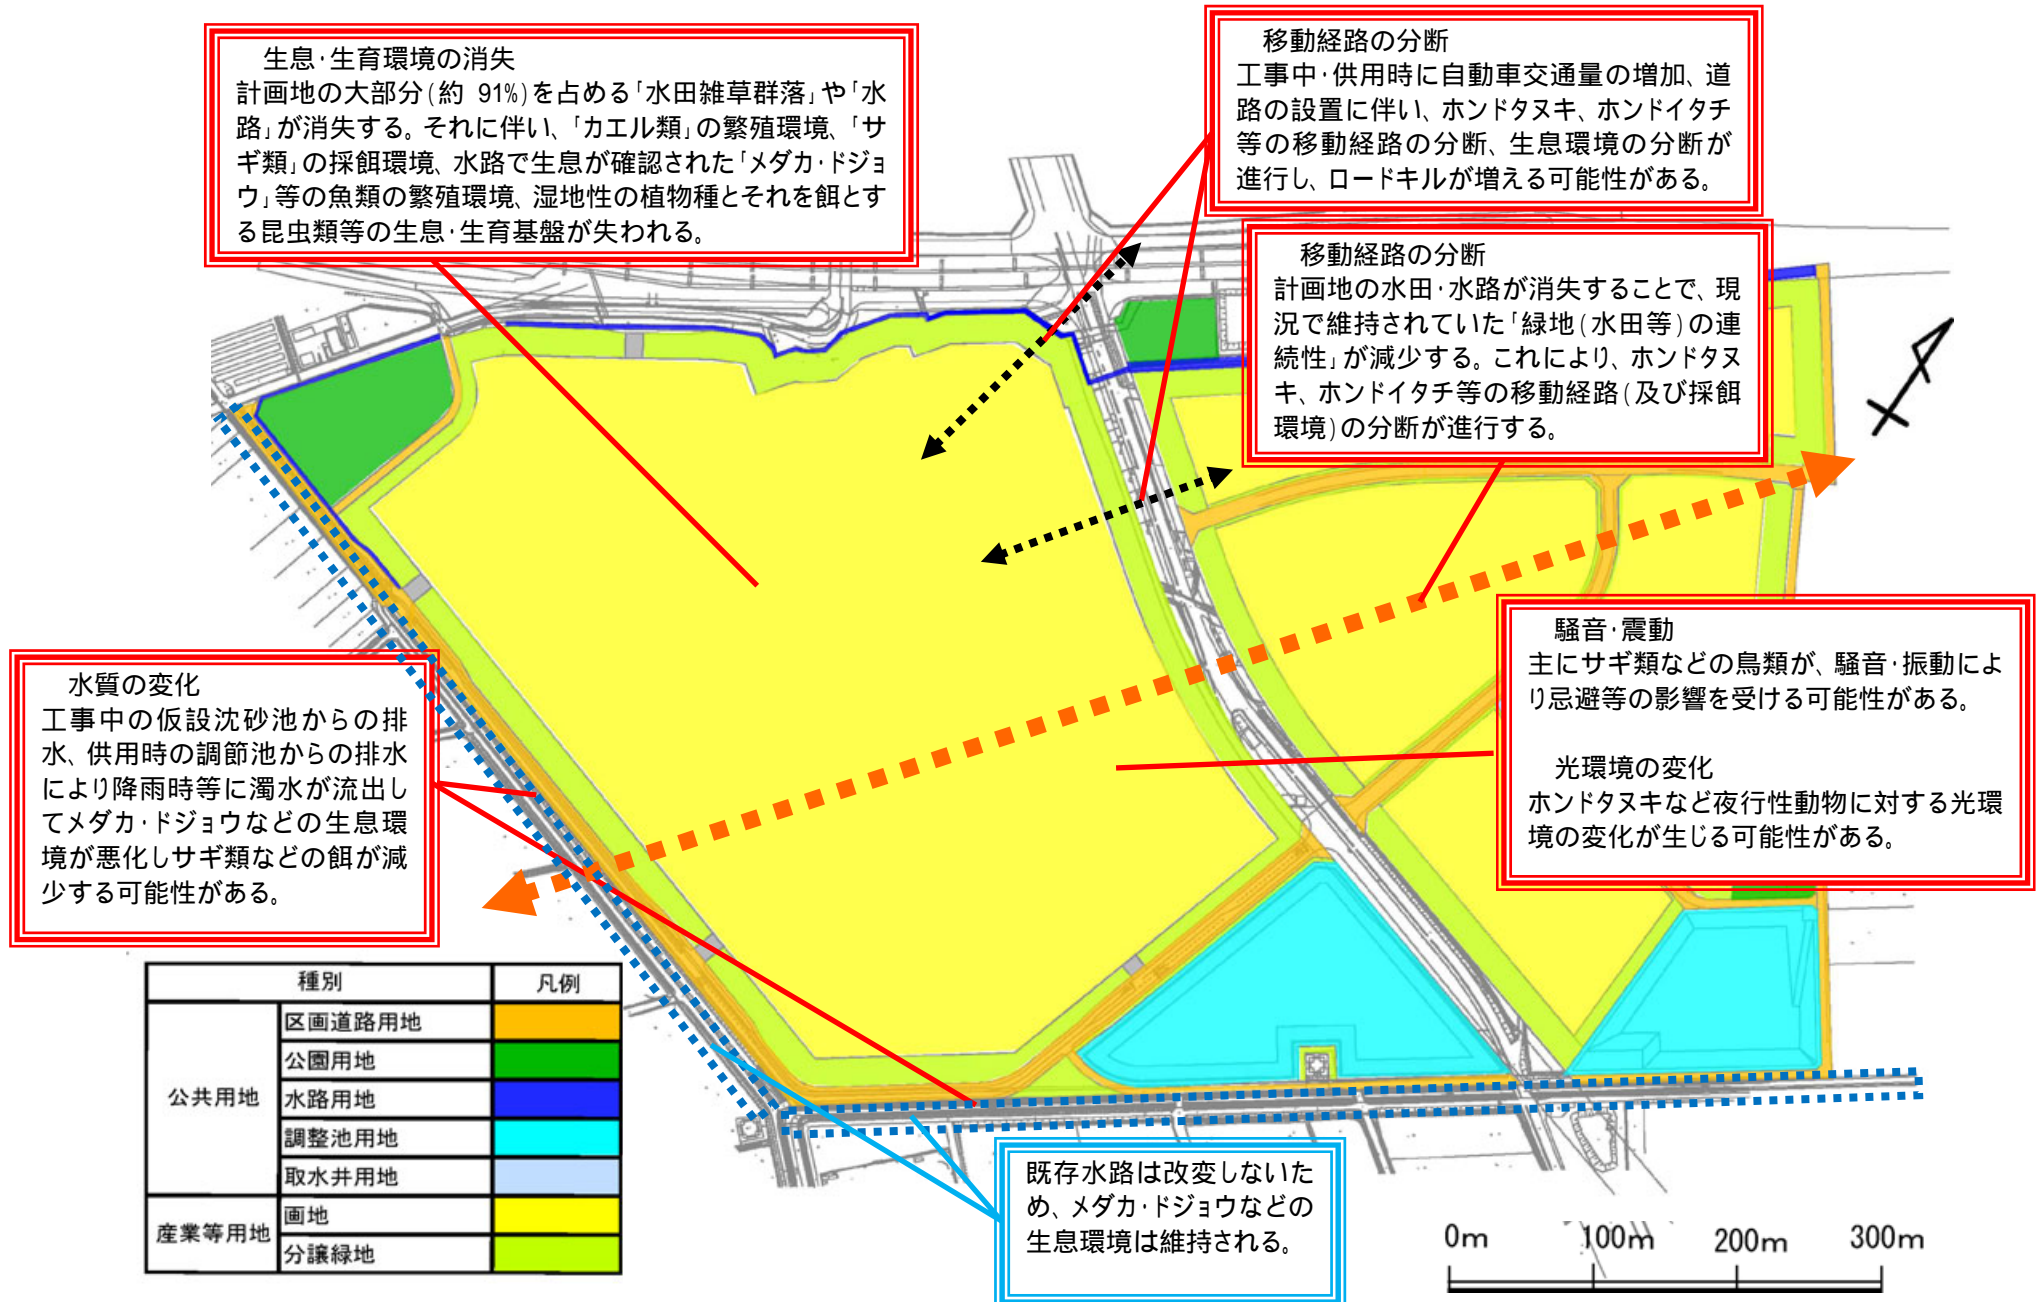 生息･生育環境の消失
計画地の大部分(約 91%)を占める｢水田雑草群落｣や｢水
路｣が消失する。それに伴い、｢カエル類｣の繁殖環境、｢サ
ギ類｣の採餌環境、水路で生息が確認された｢メダカ･ドジョ
ウ｣等の魚類の繁殖環境、湿地性の植物種とそれを餌とす
る昆虫類等の生息･生育基盤が失われる。
移動経路の分断
工事中･供用時に自動車交通量の増加、道
路の設置に伴い、ホンドタヌキ、ホンドイタチ
等の移動経路の分断、生息環境の分断が
進行し、ロードキルが増える可能性がある。
移動経路の分断
計画地の水田･水路が消失することで、現
況で維持されていた｢緑地(水田等)の連
続性｣が減少する。これにより、ホンドタヌ
キ、ホンドイタチ等の移動経路(及び採餌
環境)の分断が進行する。
騒音･震動
主にサギ類などの鳥類が、騒音･振動によ
り忌避等の影響を受ける可能性がある。
光環境の変化
ホンドタヌキなど夜行性動物に対する光環
境の変化が生じる可能性がある。
水質の変化
工事中の仮設沈砂池からの排
水、供用時の調節池からの排水
により降雨時等に濁水が流出し
てメダカ･ドジョウなどの生息環
境が悪化しサギ類などの餌が減
少する可能性がある。
既存水路は改変しないた
め、メダカ･ドジョウなどの
生息環境は維持される。
種別 凡例
公共用地
区画道路用地
公園用地
水路用地
調整池用地
取水井用地
産業等用地
画地
分譲緑地
0m 100m 200m 300m